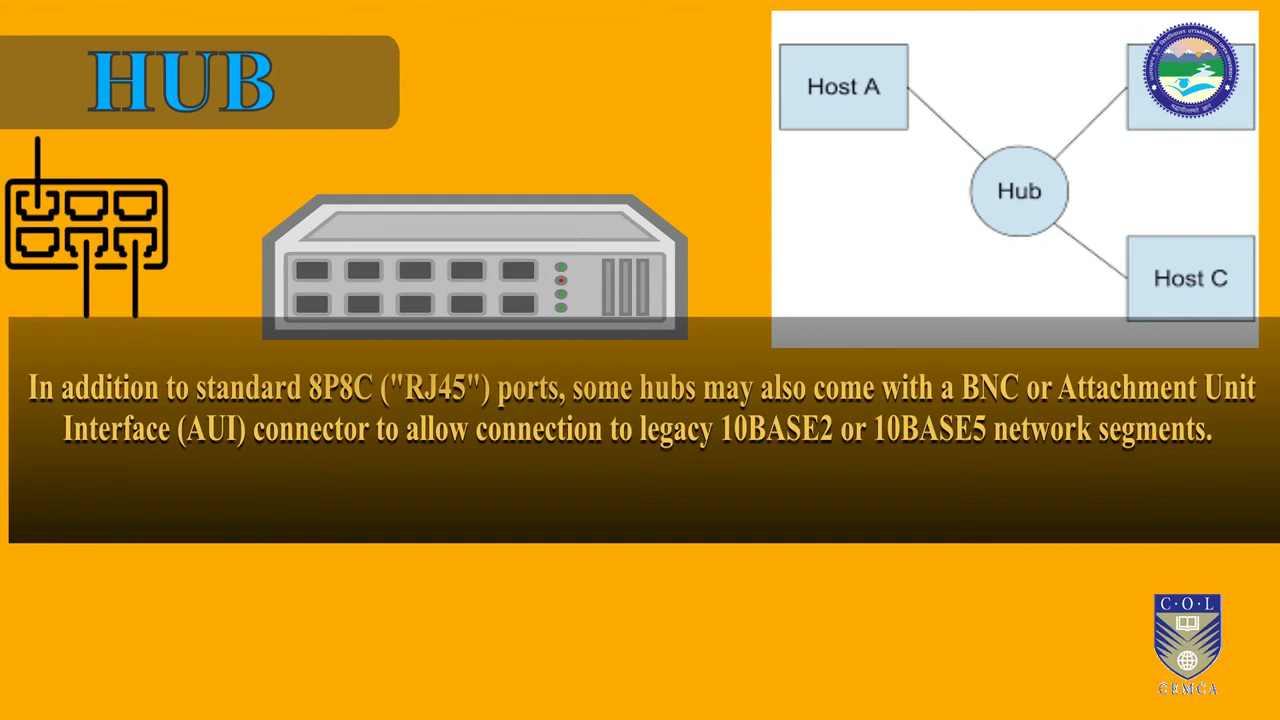 HUB
Host A
Hub
Host C
In addition to standard 8P8C ("RJ45") ports, some hubs may also come with a BNC or Attachment Unit
Interface (AUI) connector to allow connection to legacy 10BASE2 or 10BASE5 network segments.
C·O·L
CEMCA